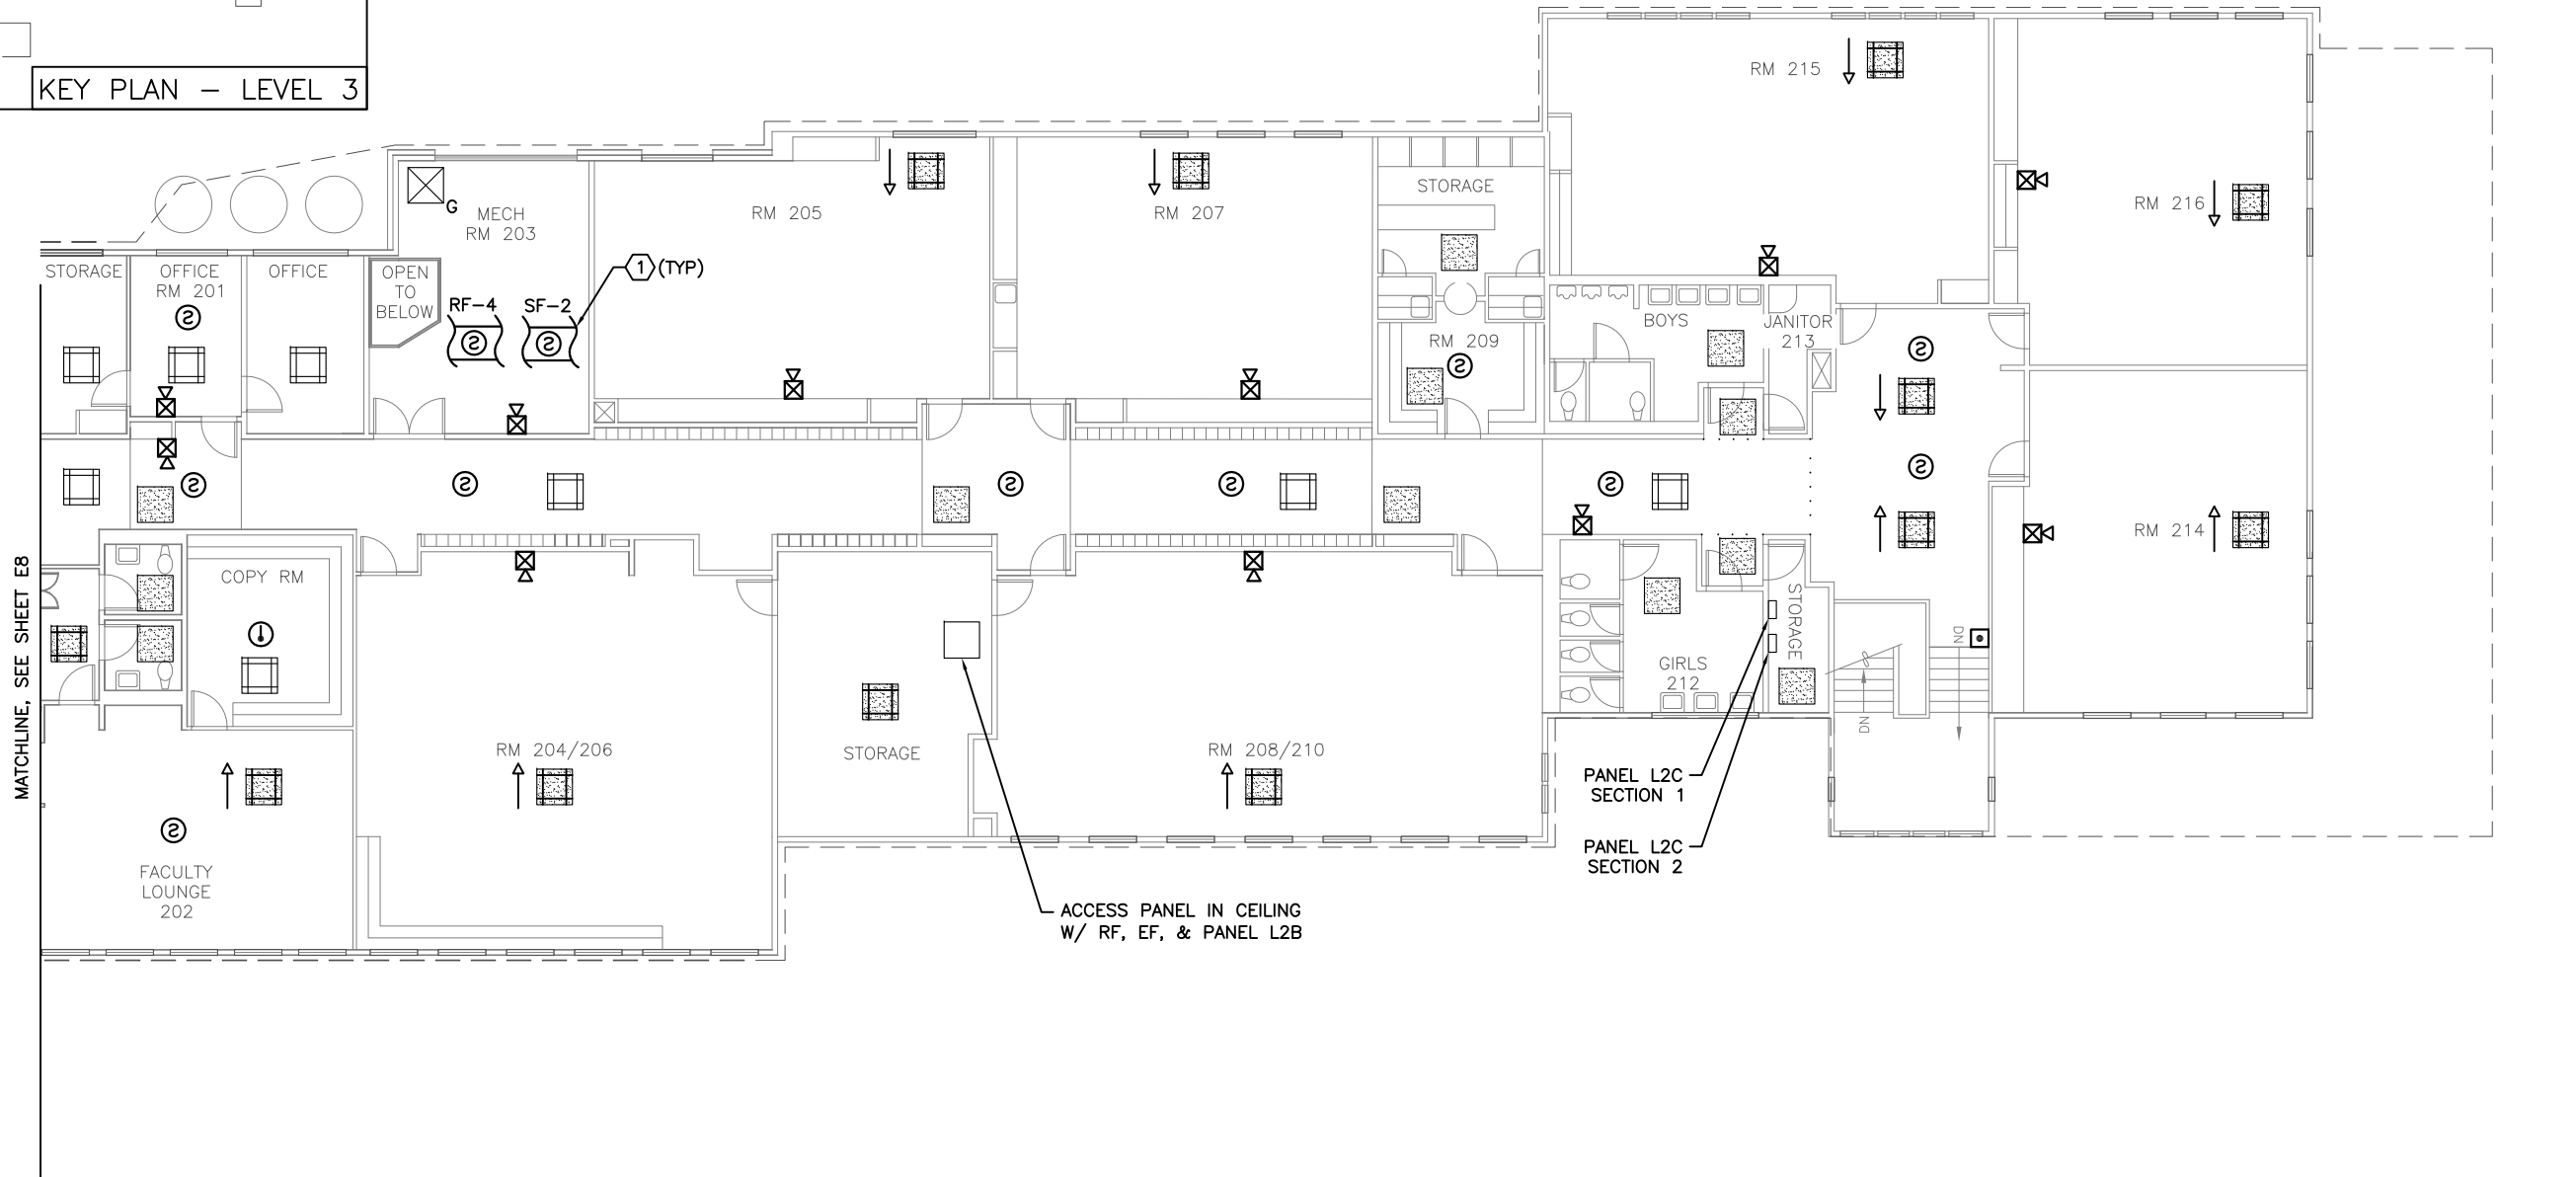 KEY PLAN – LEVEL 3
RM 215
RM 216
STORAGE
G
MECH
RM 203
RM 205
RM 207
STORAGE
OFFICE
RM 201
OFFICE
OPEN
TO
BELOW
RF-4
SF-2
1 (TYP)
S
S
S
RM 209
S
BOYS
JANITOR
213
S
S
S
S
S
S
S
S
RM 214
MATCHLINE, SEE SHEET E8
COPY RM
STORAGE
DN
GIRLS
212
DN
RM 204/206
STORAGE
RM 208/210
PANEL L2C
SECTION 1
S
FACULTY
LOUNGE
202
PANEL L2C
SECTION 2
ACCESS PANEL IN CEILING
W/ RF, EF, & PANEL L2B